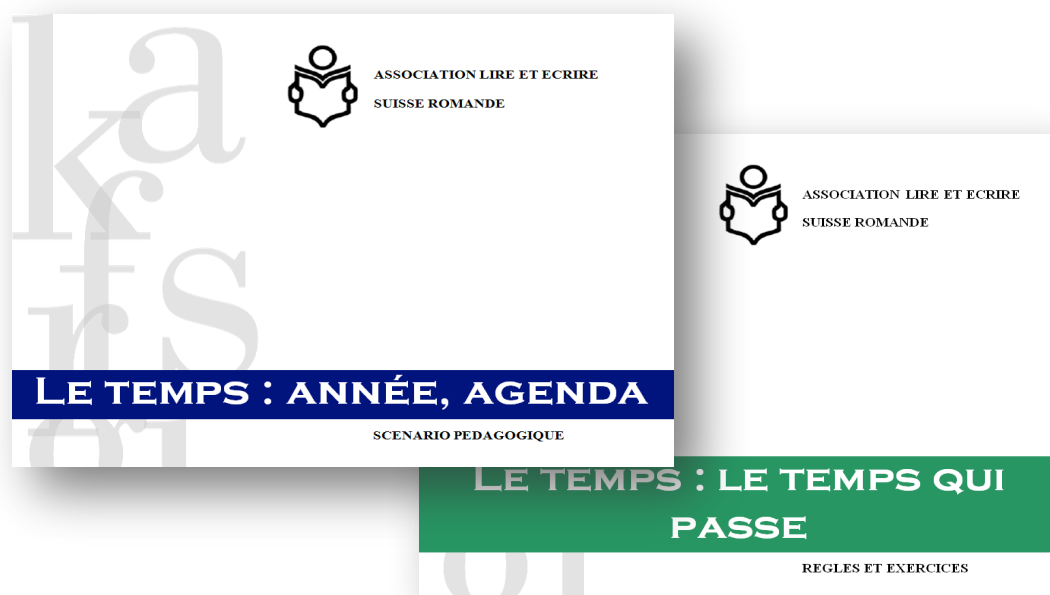 ASSOCIATION LIRE ET ECRIRE
SUISSE ROMANDE
LE TEMPS : ANNÉE, AGENDA
SCENARIO PEDAGOGIQUE
ASSOCIATION LIRE ET ECRIRE
SUISSE ROMANDE
LE TEMPS : LE TEMPS QUI
PASSE
REGLES ET EXERCICES
k a
f s
r